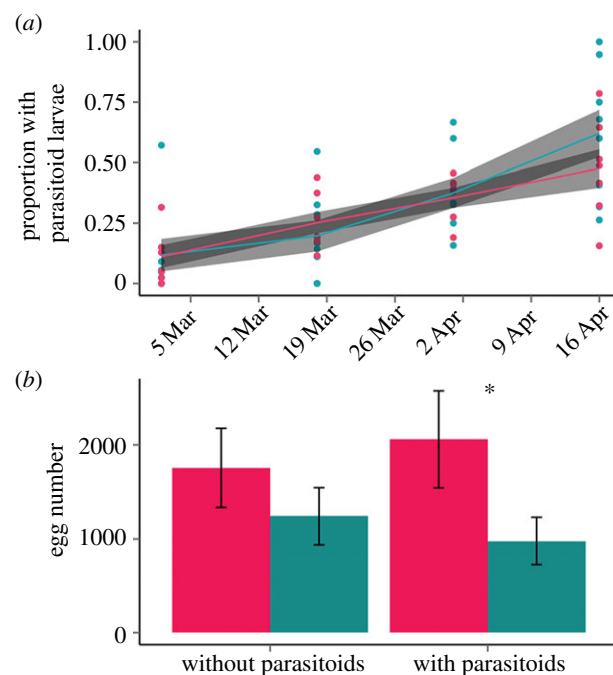 (a)
proportion with
parasitoid larvae
1.00
0.75
0.50
0.25
0
5 Mar
12 Mar
19 Mar
26 Mar
2 Apr
9 Apr
16 Apr
(b)
egg number
2000
1000
0
*
without parasitoids
with parasitoids